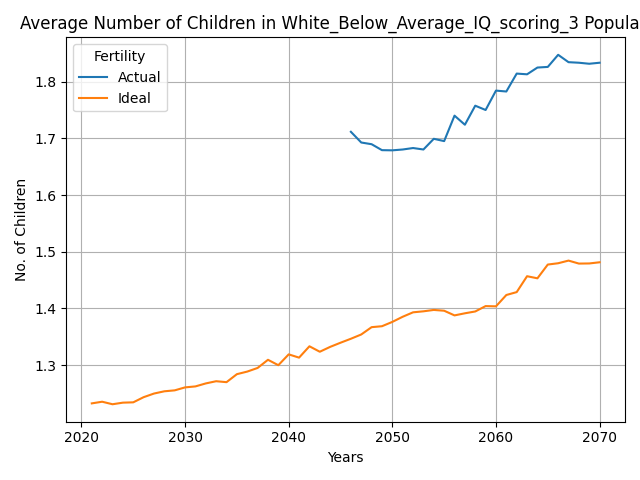 Average Number of Children in White_Below_Average_IQ_scoring_3 Popula
Fertility
Actual
Ideal
1.8
1.7
1.6
1.5
1.4
1.3
No. of Children
2020 2030 2040 2050 2060 2070
Years